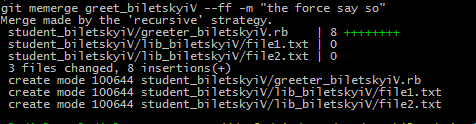 git memerge greet_biletskyiV --ff -m "the force say so"
Merge made by the 'recursive' strategy.
student_biletskyiV/greeter_biletskyiV.rb | 8 ++++++++
student_biletskyiV/lib_biletskyiV/file1.txt | 0
student_biletskyiV/lib_biletskyiV/file2.txt | 0
3 files changed, 8 insertions(+)
create mode 100644 student_biletskyiV/greeter_biletskyiV.rb
create mode 100644 student_biletskyiV/lib_biletskyiV/file1.txt
create mode 100644 student_biletskyiV/lib_biletskyiV/file2.txt